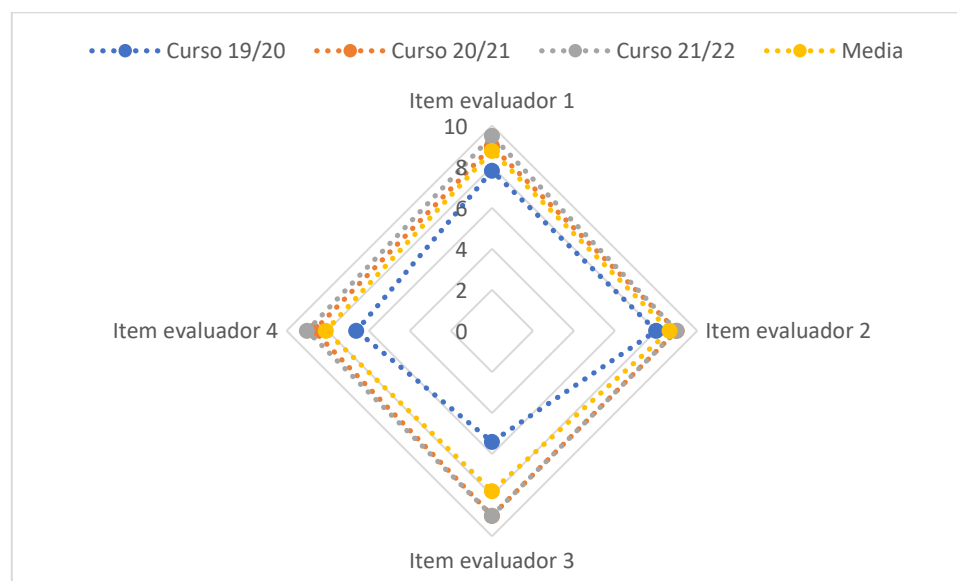 Curso 19/20 Curso 20/21 Curso 21/22 Media
Item evaluador 1
10
8
6
4
2
0
Item evaluador 4
Item evaluador 2
Item evaluador 3